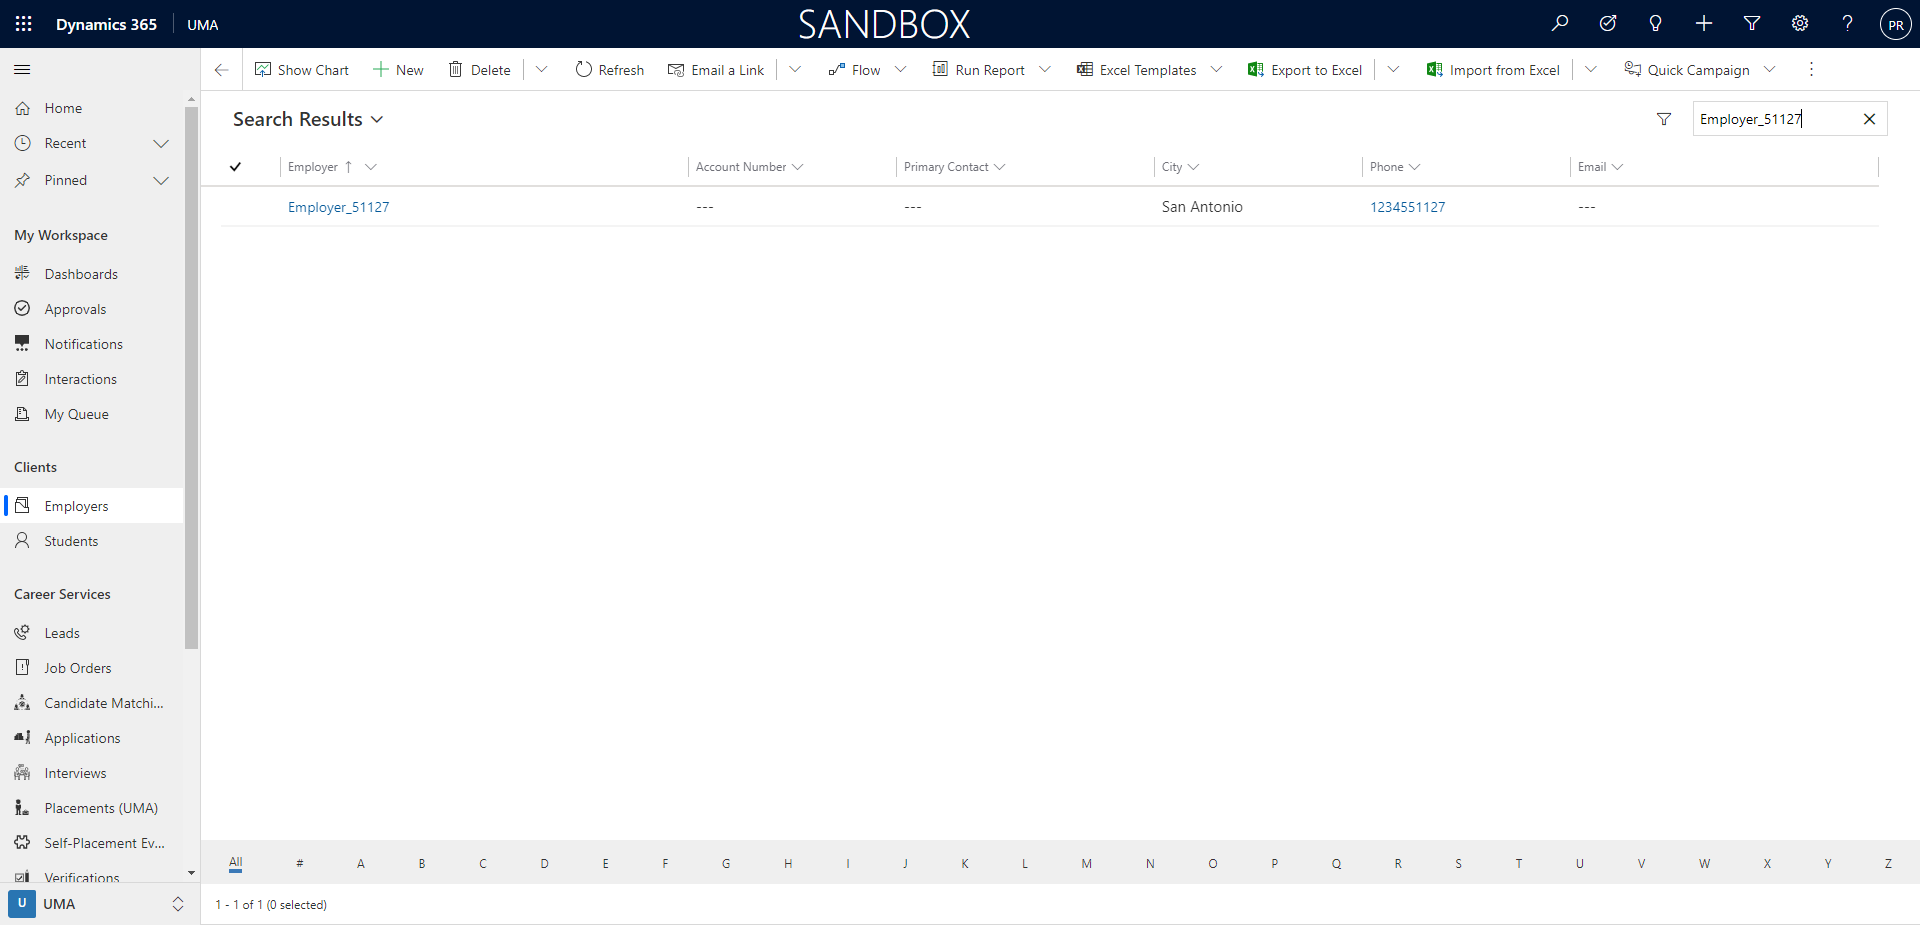 Dynamics 365 UMA SANDBOX PR
Show Chart New Delete Refresh Email a Link Flow Run Report Excel Templates Export to Excel Import from Excel Quick Campaign
Home
Recent
Pinned
My Workspace
Dashboards
Approvals
Notifications
Interactions
My Queue
Clients
Employers
Students
Career Services
Leads
Job Orders
Candidate Matchi...
Applications
Interviews
Placements (UMA)
Self-Placement Ev...
Verifications
U UMA
Search Results Employer_51127
Employer Account Number Primary Contact City Phone Email
Employer_51127 --- --- San Antonio 1234551127 ---
All # A B C D E F G H I J K L M N O P Q R S T U V W X Y Z
1 - 1 of 1 (0 selected)